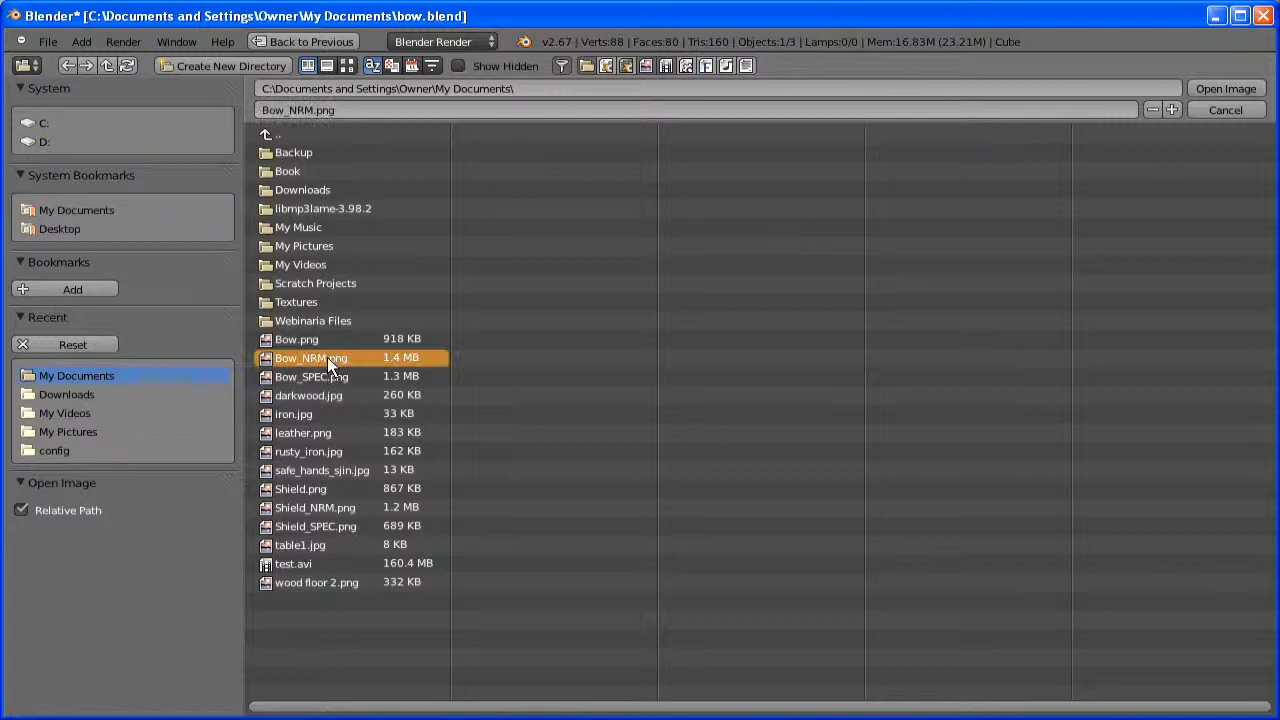 Blender* [C:\Documents and Settings\Owner\My Documents\bow.blend]
File Add Render Window Help Back to Previous Blender Render v2.67 | Verts:88 | Faces:80 | Tris:160 | Objects:1/3 | Lamps:0/0 | Mem:16.83M (23.21M) | Cube
Create New Directory Show Hidden
System
C:\Documents and Settings\Owner\My Documents\ Open Image
Bow_NRM.png Cancel
C:
D:
System Bookmarks
My Documents
Desktop
Bookmarks
Add
Recent
Reset
My Documents
Downloads
My Videos
My Pictures
config
Open Image
Relative Path
..
Backup
Book
Downloads
libmp3lame-3.98.2
My Music
My Pictures
My Videos
Scratch Projects
Textures
Webinaria Files
Bow.png 918 KB
Bow_NRM.png 1.4 MB
Bow_SPEC.png 1.3 MB
darkwood.jpg 260 KB
iron.jpg 33 KB
leather.png 183 KB
rusty_iron.jpg 162 KB
safe_hands_sjin.jpg 13 KB
Shield.png 867 KB
Shield_NRM.png 1.2 MB
Shield_SPEC.png 689 KB
table1.jpg 8 KB
test.avi 160.4 MB
wood floor 2.png 332 KB